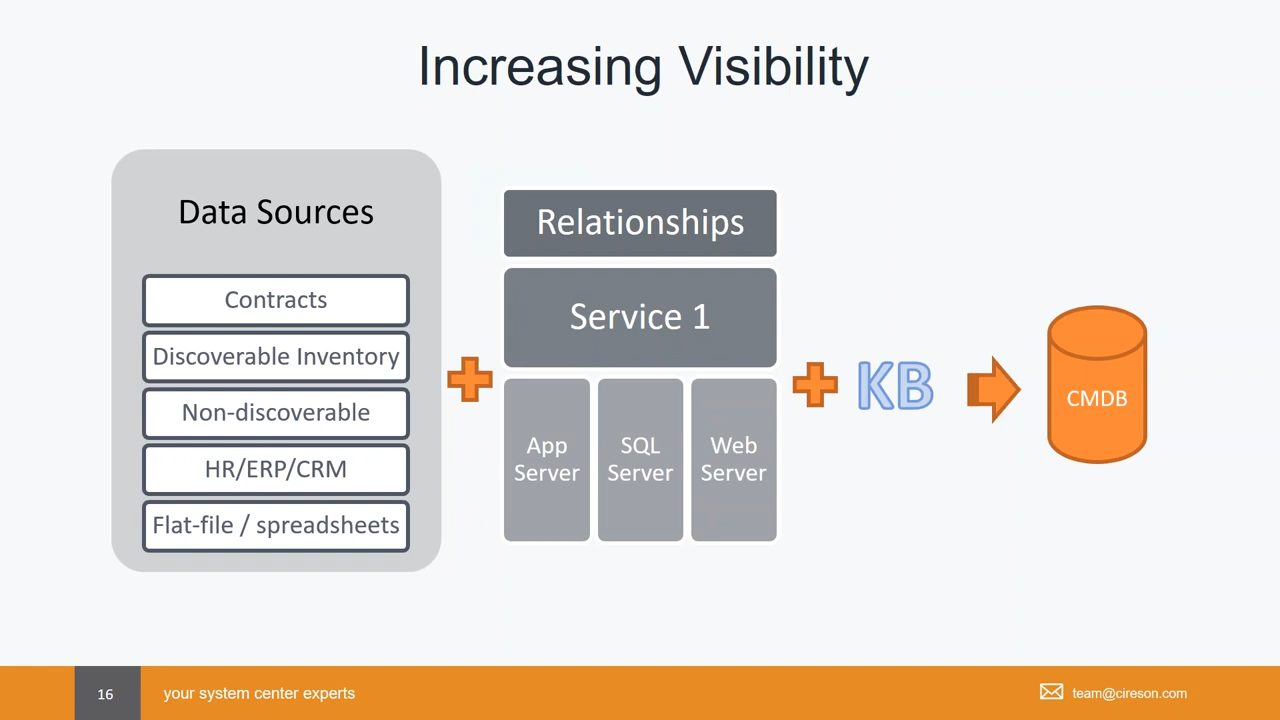 Increasing Visibility
Data Sources
Contracts
Discoverable Inventory
Non-discoverable
HR/ERP/CRM
Flat-file / spreadsheets
Relationships
Service 1
App
Server
SQL
Server
Web
Server
KB
CMDB
16
your system center experts
team@cireson.com